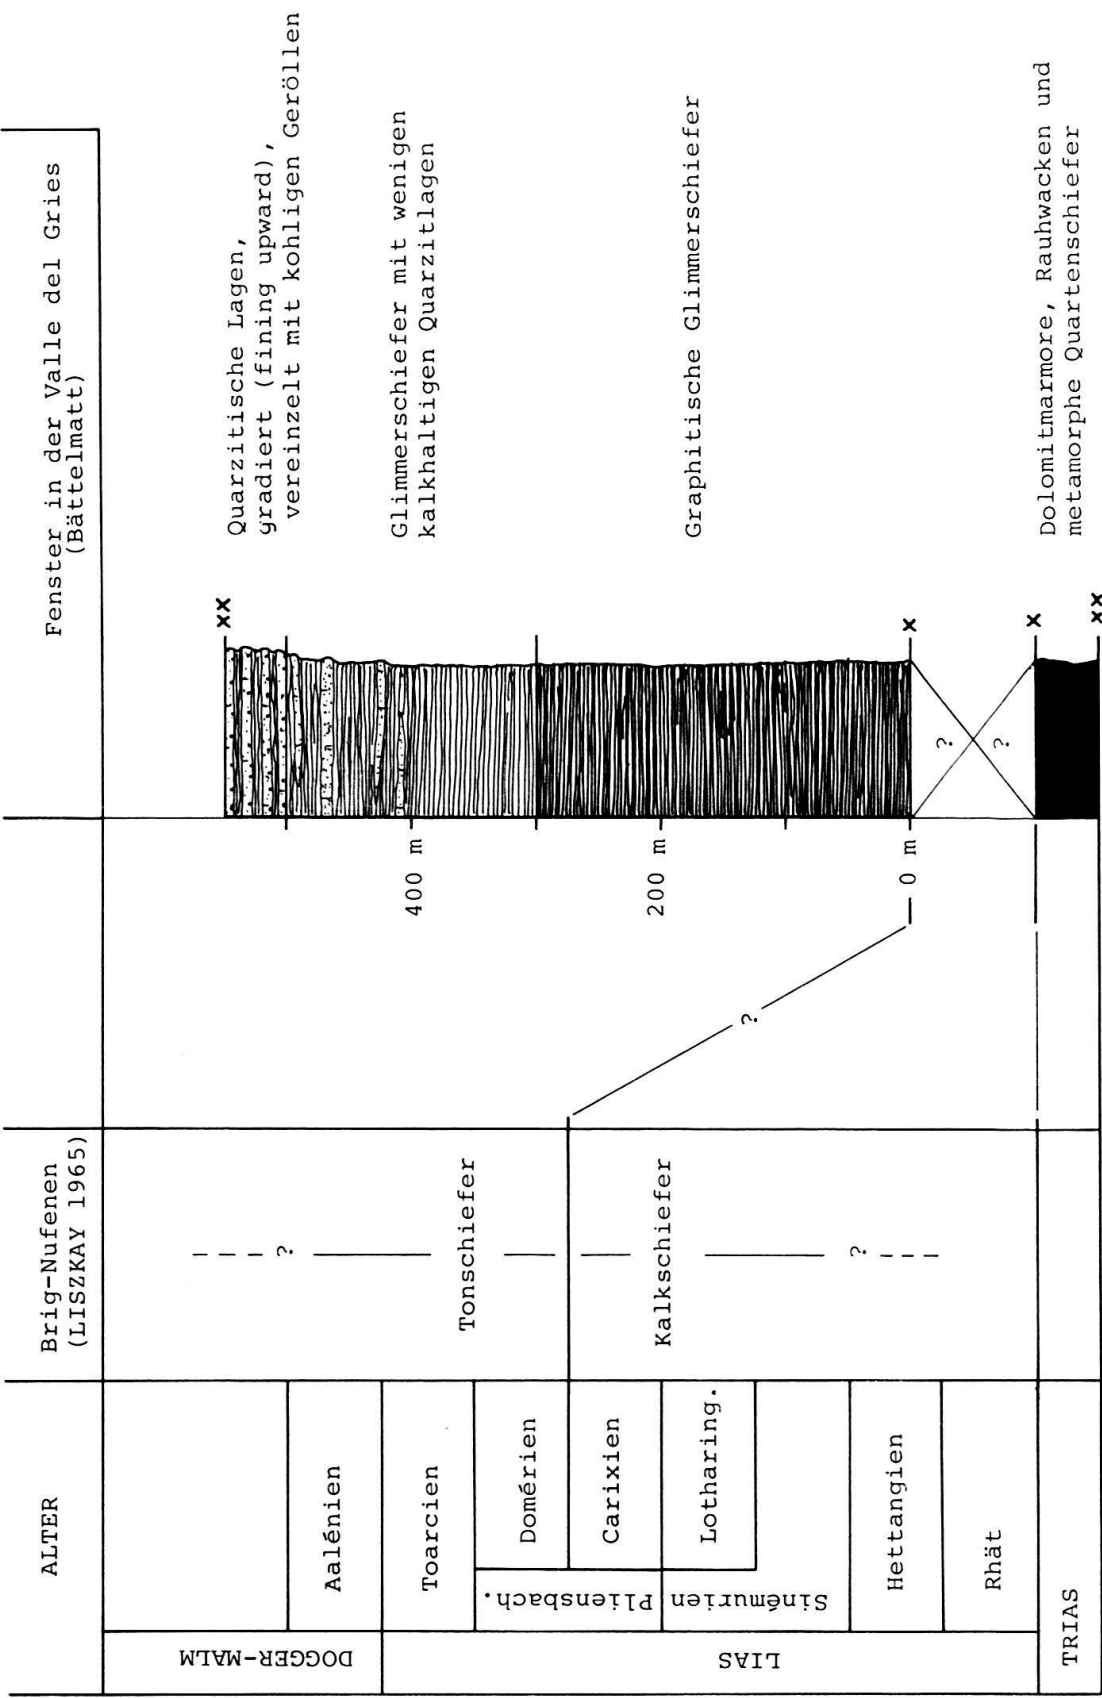 ALTER
Brig-Nufenen
(LISZKAY 1965)
Fenster in der Valle del Gries
(Bättelmatt)
DOGGER-MALM
LIAS
TRIAS
Aalénien
Toarcien
Pliensbach.
Domérien
Carixien
Sinémurien
Lotharing.
Hettangien
Rhät
?
Tonschiefer
Kalkschiefer
?
?
400 m
200 m
0 m
xx
x
? ?
x
xx
Quarzitische Lagen,
gradiert (fining upward),
vereinzelt mit kohligen Geröllen
Glimmerschiefer mit wenigen
kalkhaltigen Quarzitlagen
Graphitische Glimmerschiefer
Dolomitmarmore, Rauhwacken und
metamorphe Quartenschiefer